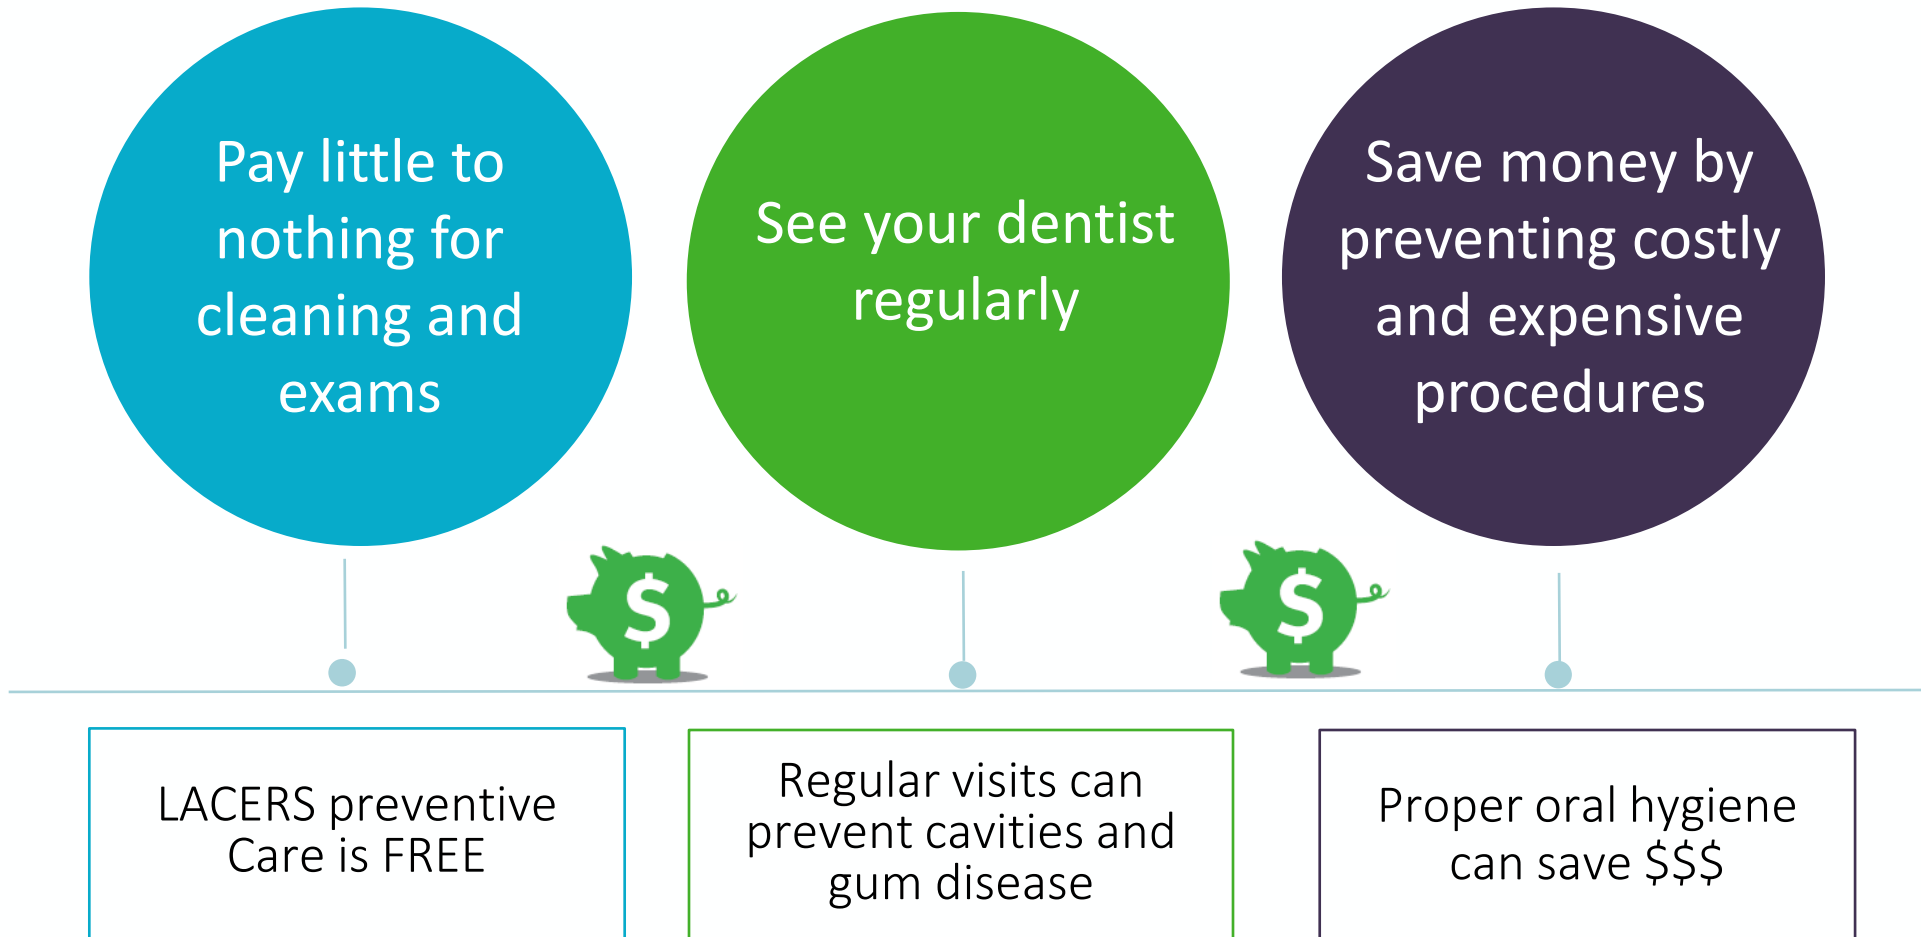 Pay little to
nothing for
cleaning and
exams
See your dentist
regularly
Save money by
preventing costly
and expensive
procedures
$
$
LACERS preventive
Care is FREE
Regular visits can
prevent cavities and
gum disease
Proper oral hygiene
can save $$$